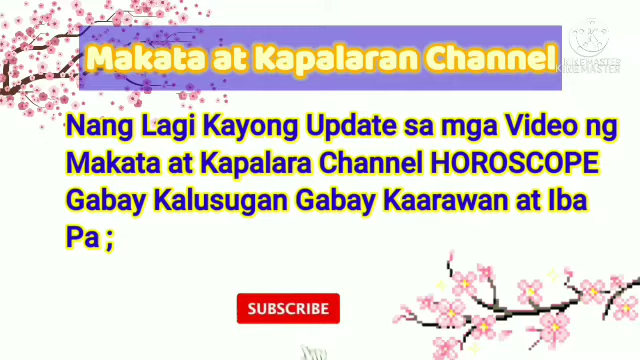 Makata at Kapalaran Channel
KINEMASTER
Nang Lagi Kayong Update sa mga Video ng
Makata at Kapalara Channel HOROSCOPE
Gabay Kalusugan Gabay Kaarawan at Iba
Pa ;
SUBSCRIBE